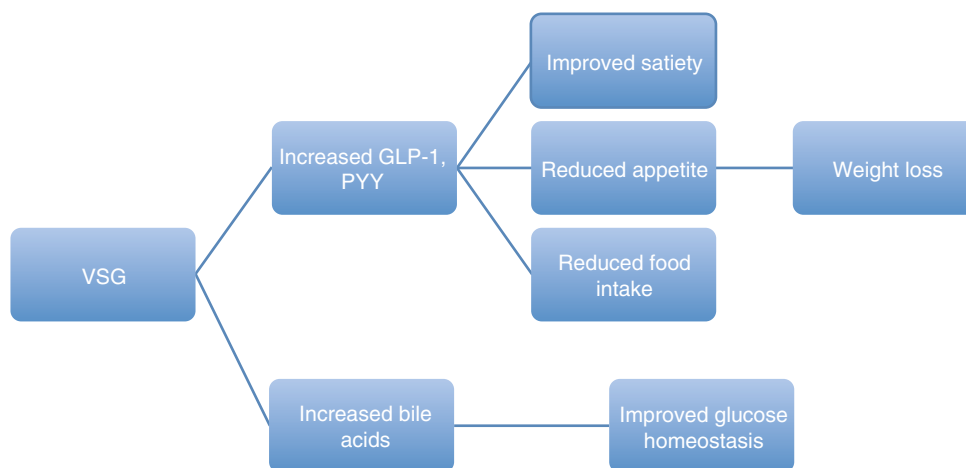 Improved satiety
Increased GLP-1,
PYY
Reduced appetite
Weight loss
VSG
Reduced food
intake
Increased bile
acids
Improved glucose
homeostasis